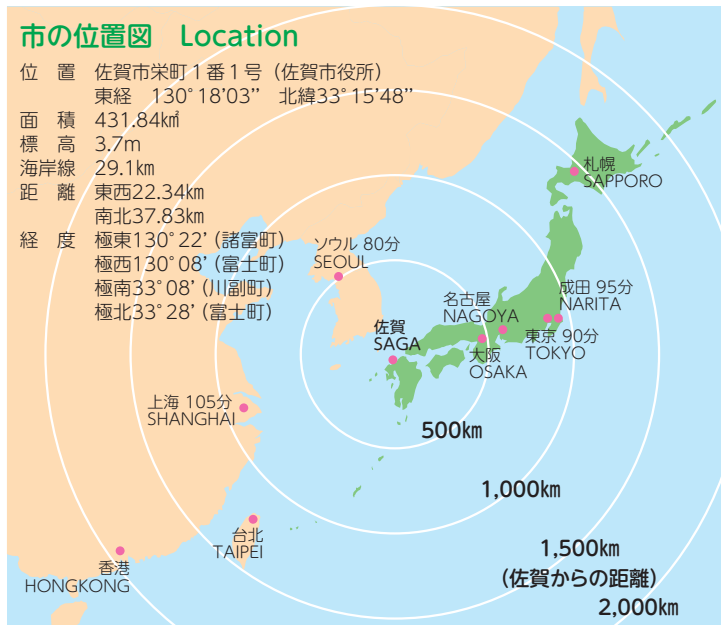 市の位置図 Location
位 置 佐賀市栄町1番1号（佐賀市役所）
東経 130°18’03” 北緯33°15’48”
面 積 431.84㎢
標 高 3.7m
海岸線 29.1㎞
距 離 東西22.34㎞
南北37.83㎞
経 度 極東130°22’（諸富町）
極西130°08’（富士町）
極南33°08’（川副町）
極北33°28’（富士町）
札幌
SAPPORO
ソウル 80分
SEOUL
成田 95分
NARITA
名古屋
NAGOYA
東京 90分
TOKYO
佐賀
SAGA
大阪
OSAKA
上海 105分
SHANGHAI
500㎞
1,000㎞
台北
TAIPEI
香港
HONGKONG
1,500㎞
（佐賀からの距離）
2,000㎞